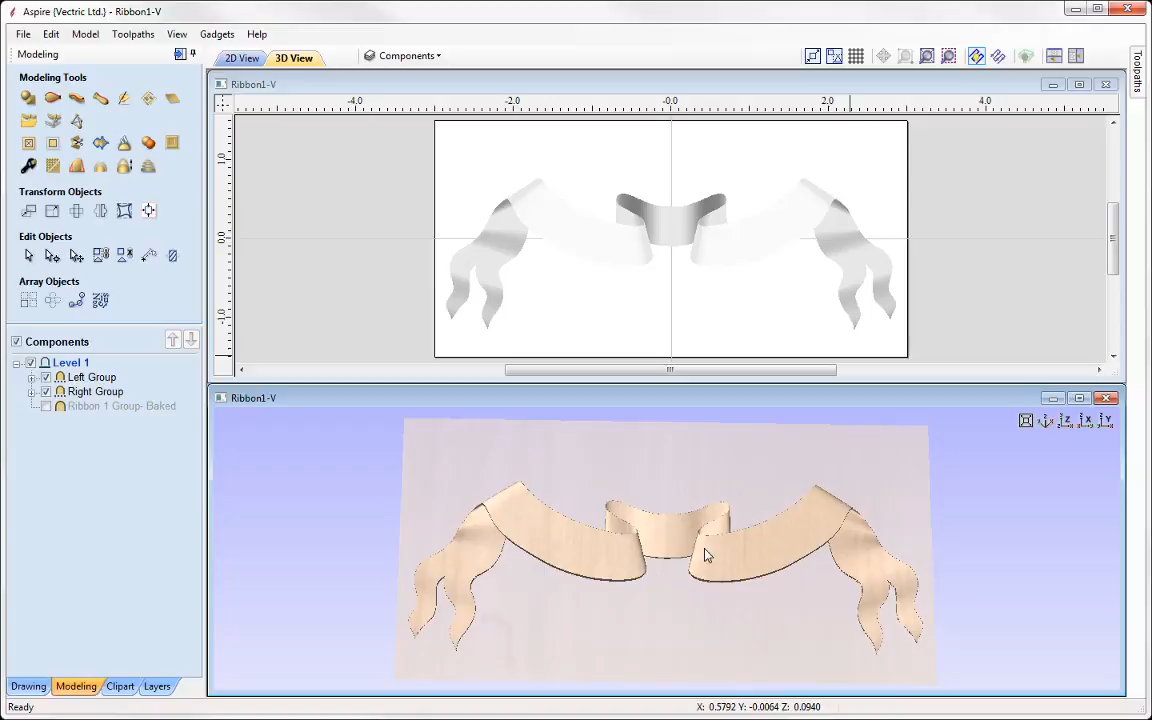 Aspire {Vectric Ltd.} - Ribbon1-V
File Edit Model Toolpaths View Gadgets Help
Modeling
2D View 3D View Components
Toolpaths
Modeling Tools
Transform Objects
Edit Objects
Array Objects
Components
Level 1
Left Group
Right Group
Ribbon 1 Group- Baked
Drawing Modeling Clipart Layers
Ribbon1-V
-4.0 -2.0 -0.0 2.0 4.0
1.0
0.0
-1.0
Ribbon1-V
Z Z X Y
Ready X: 0.5792 Y: -0.0064 Z: 0.0940